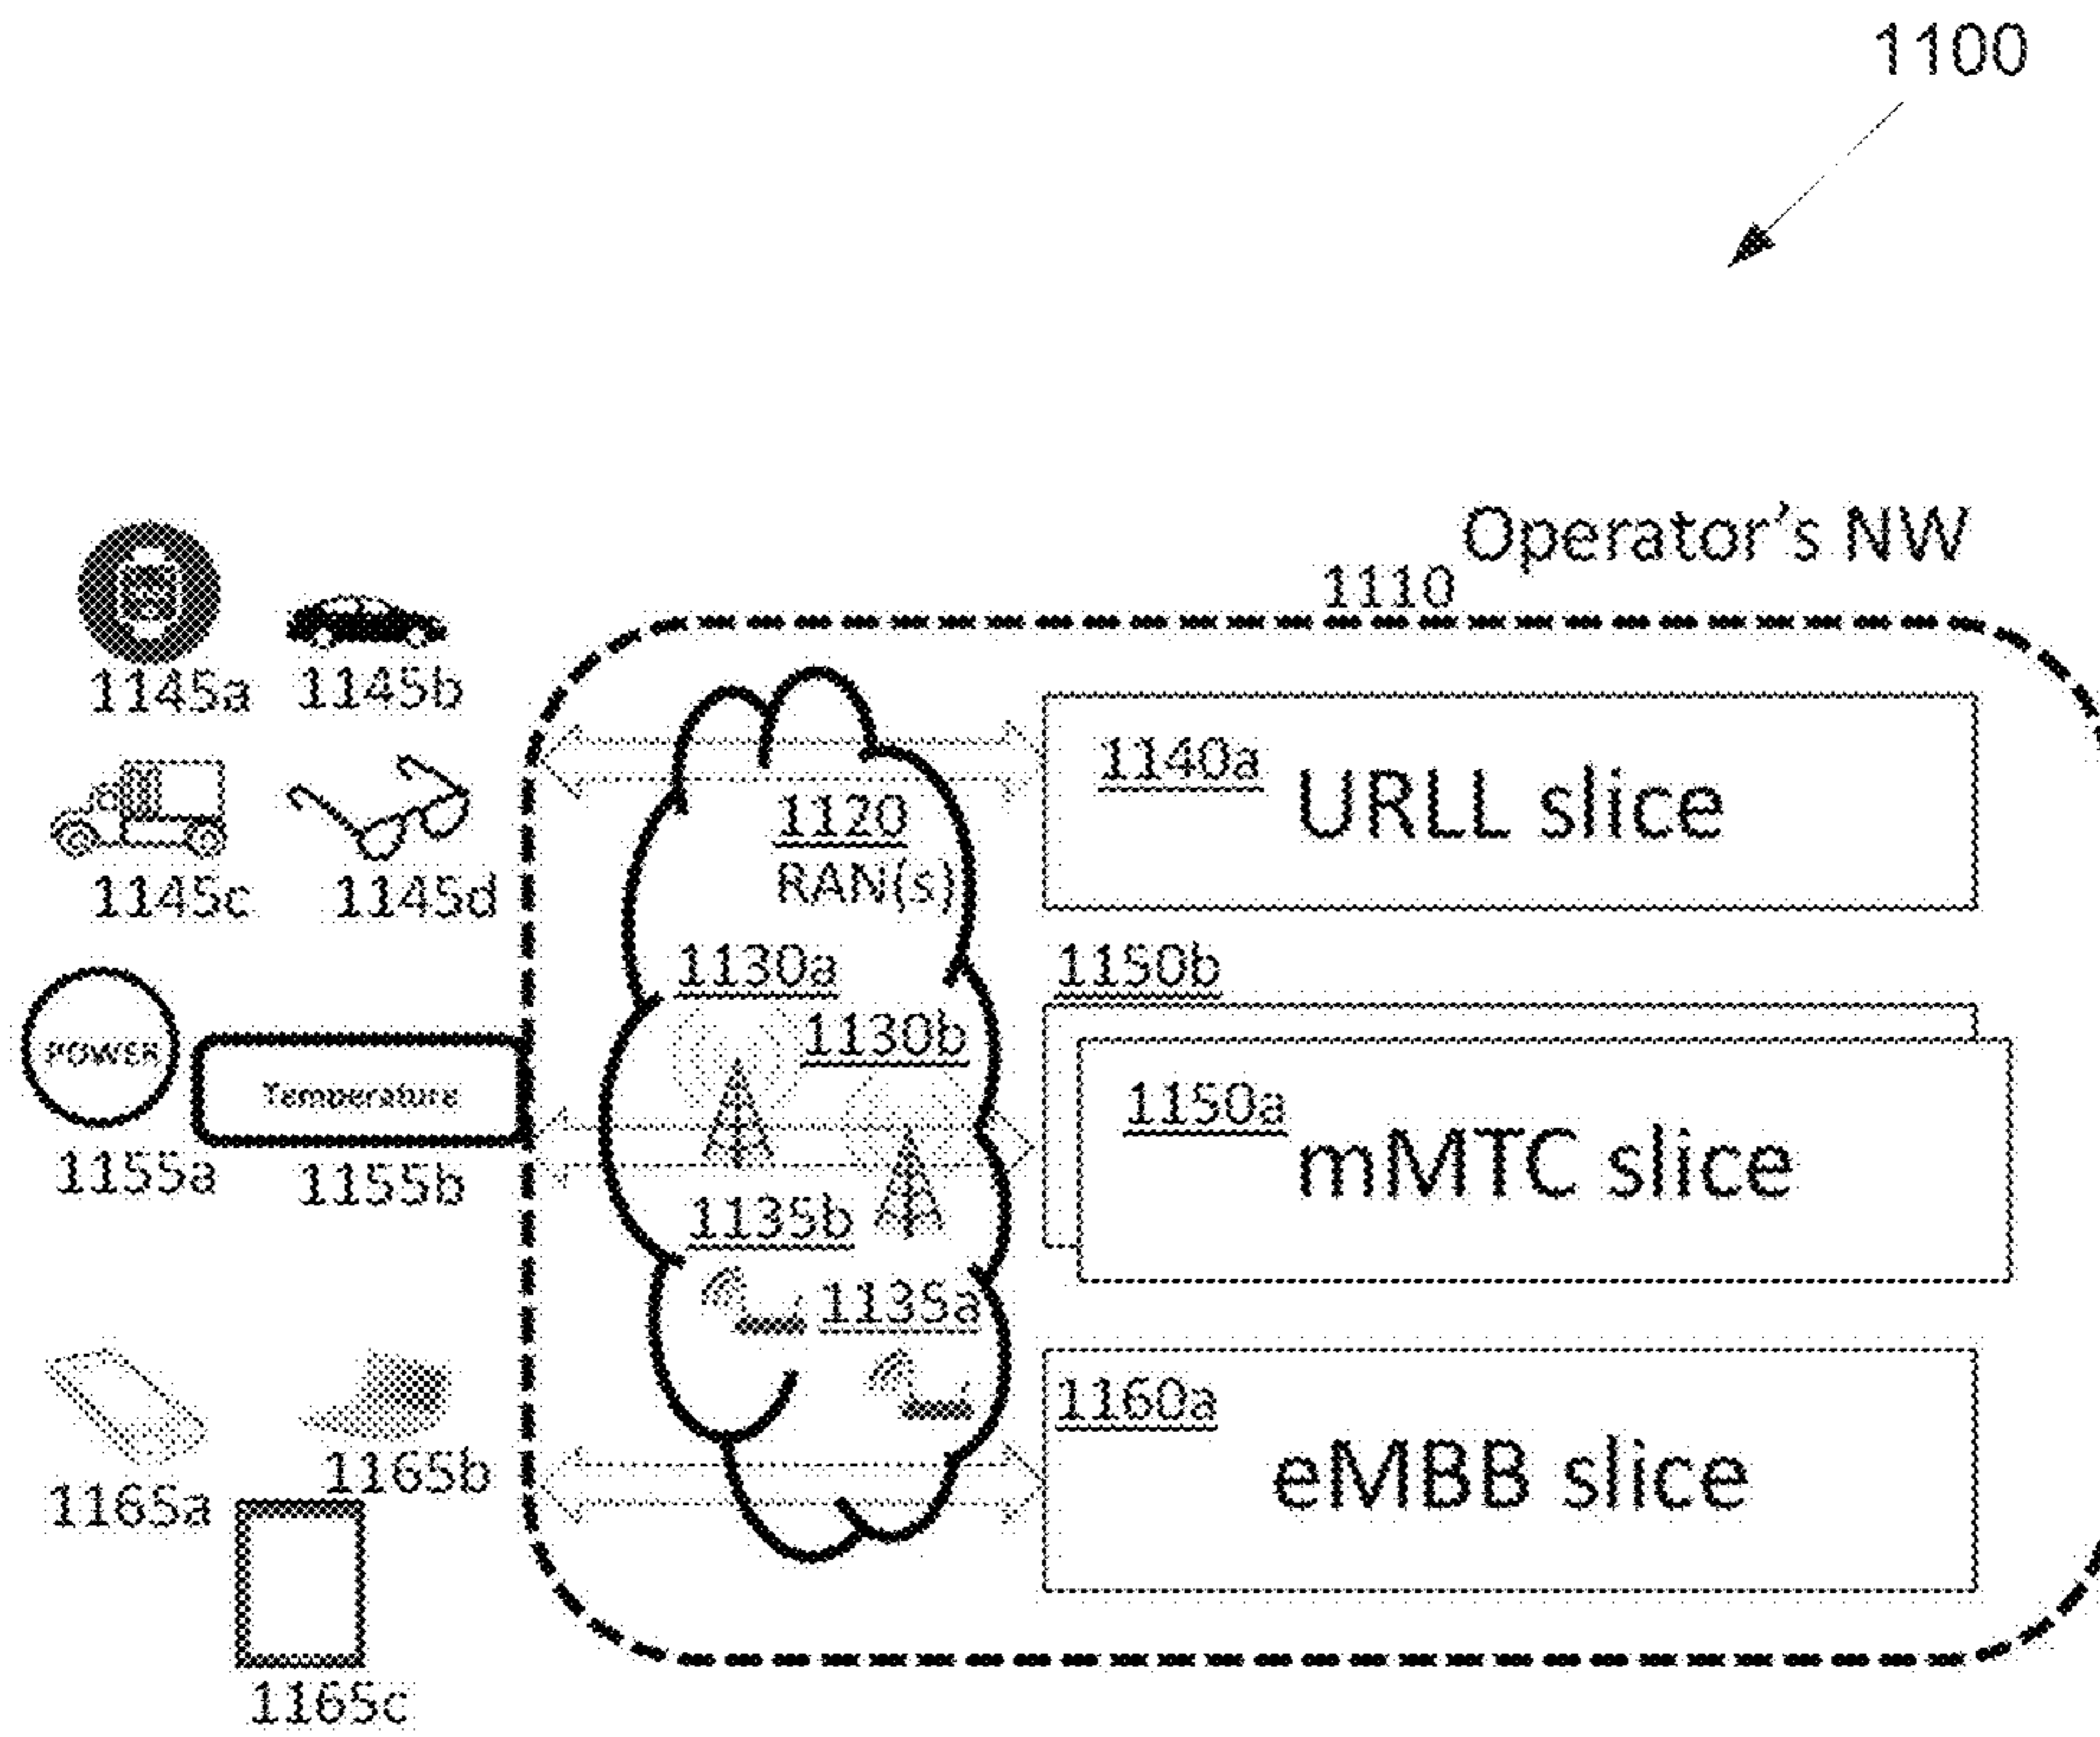 1100
Operator's NW
1110
1145a
1145b
1120
RAN(s)
1140a
URLL slice
1145c
1145d
1130a
1130b
1150b
POWER
Temperature
1150a
mMTC slice
1155a
1155b
1135b
1135a
1160a
eMBB slice
1165a
1165b
1165c